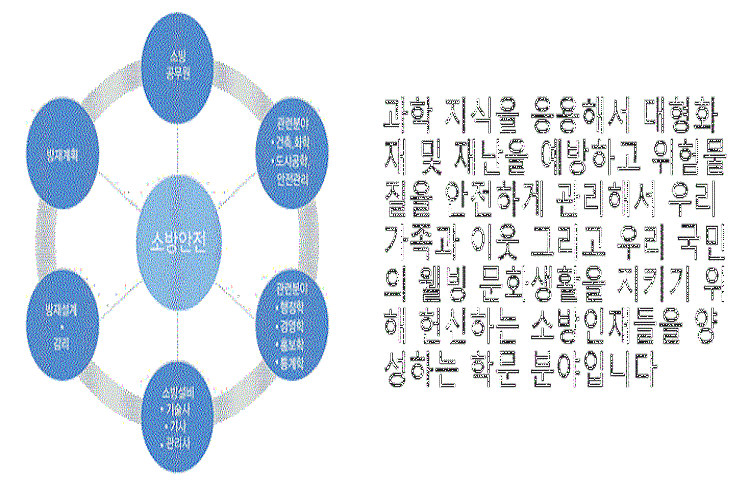 소방
공무원
관련분야
• 건축,화학
• 도시공학
안전관리
방재계획
소방안전
관련분야
• 행정학
• 경영학
• 홍보학
• 통계학
방재설계
•
감리
소방설비
• 기술사
• 기사
• 관리사
과학 지식을 응용해서 대형화
재 및 재난을 예방하고 위험물
질을 안전하게 관리해서 우리
가족과 이웃 그리고 우리 국민
의 웰빙 문화생활을 지키기 위
해 헌신하는 소방인재들을 양
성하는 학문 분야입니다